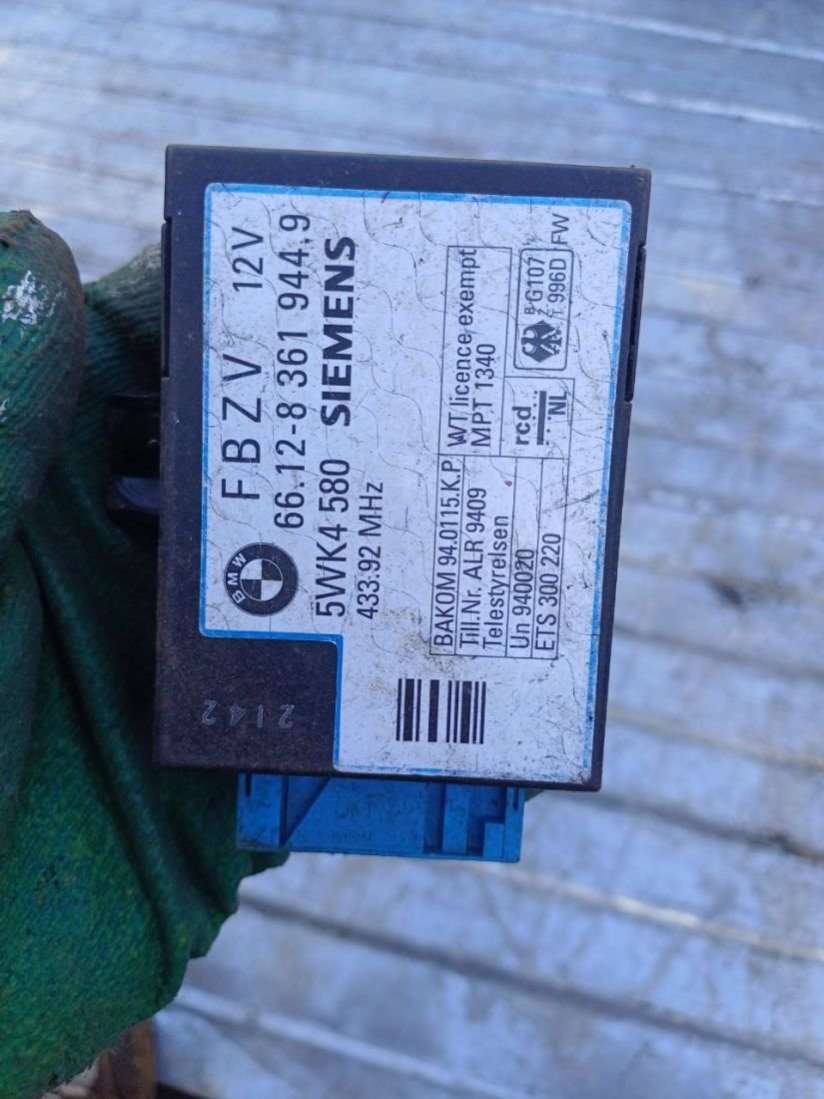 FBZV 12V
66.12-8 361 944.9
BMW
5WK4 580 SIEMENS
433.92 MHz
BAKOM 94.0115.K.P
Till.Nr. ALR 9409
Telestyrelsen
Un 940020
ETS 300 220
WT licence exempt
MPT 1340
rcd
NL
B
Z G107
T 996D
FW
2142